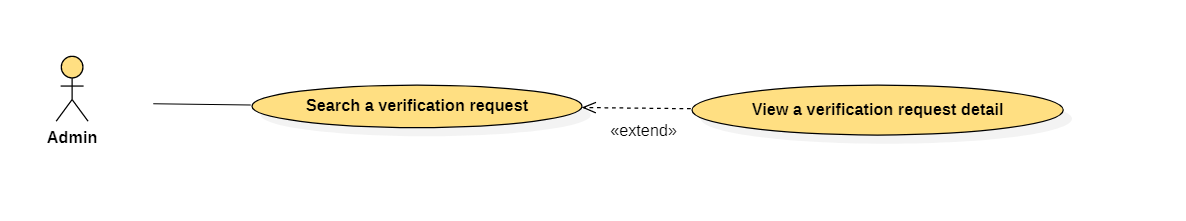 Search a verification request
View a verification request detail
«extend»
Admin